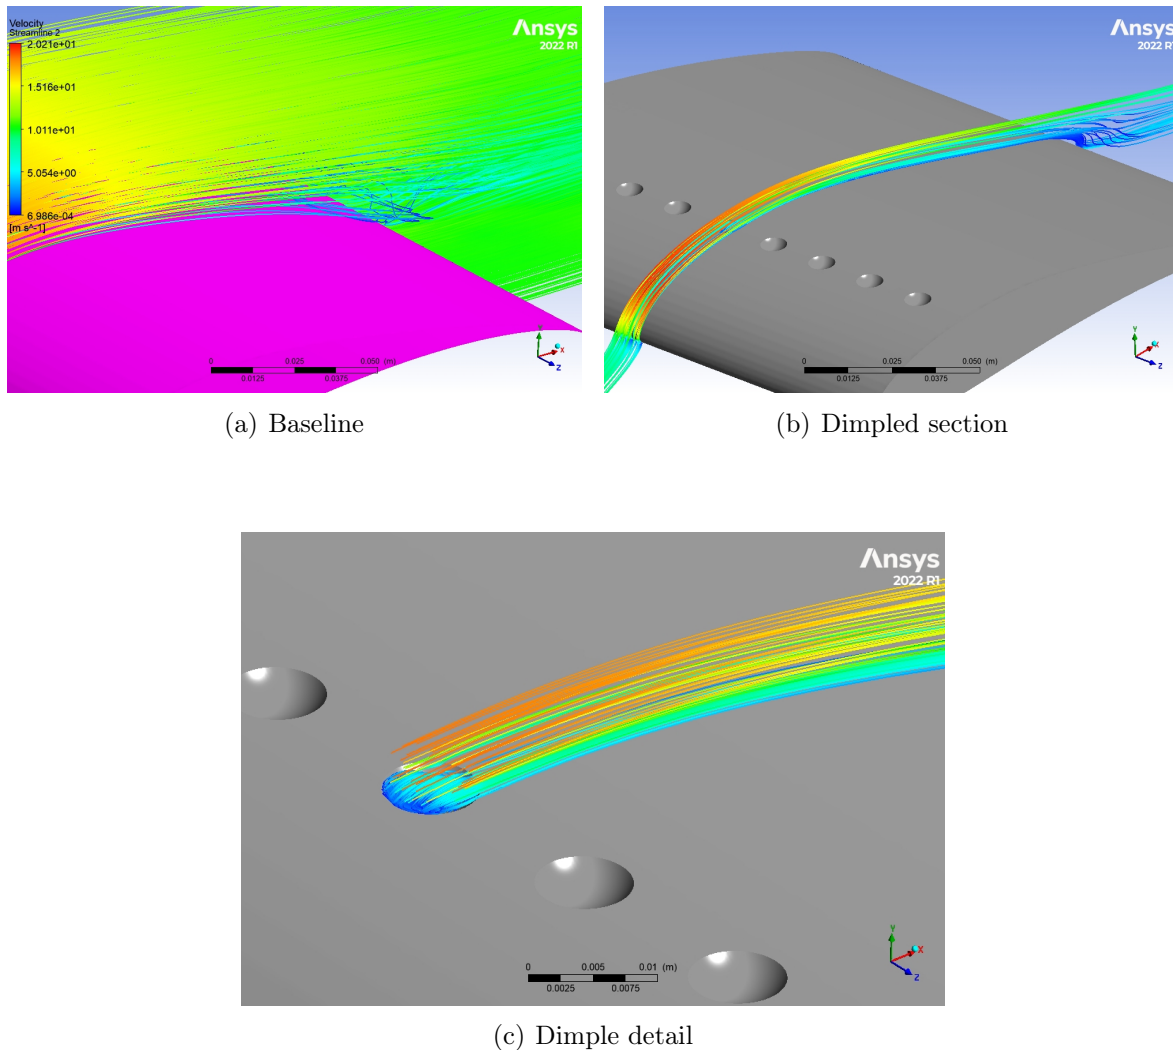 Velocity
Streamline 2
2.021e+01
1.516e+01
1.011e+01
5.054e+00
6.986e-04
[m s^-1]
Ansys
2022 R1
0 0.025 0.050 (m)
0.0125 0.0375
Y
X
Z
(a) Baseline
Ansys
2022 R1
0 0.025 0.050 (m)
0.0125 0.0375
Y
X
Z
(b) Dimpled section
Ansys
2022 R1
0 0.005 0.01 (m)
0.0025 0.0075
Y
X
Z
(c) Dimple detail